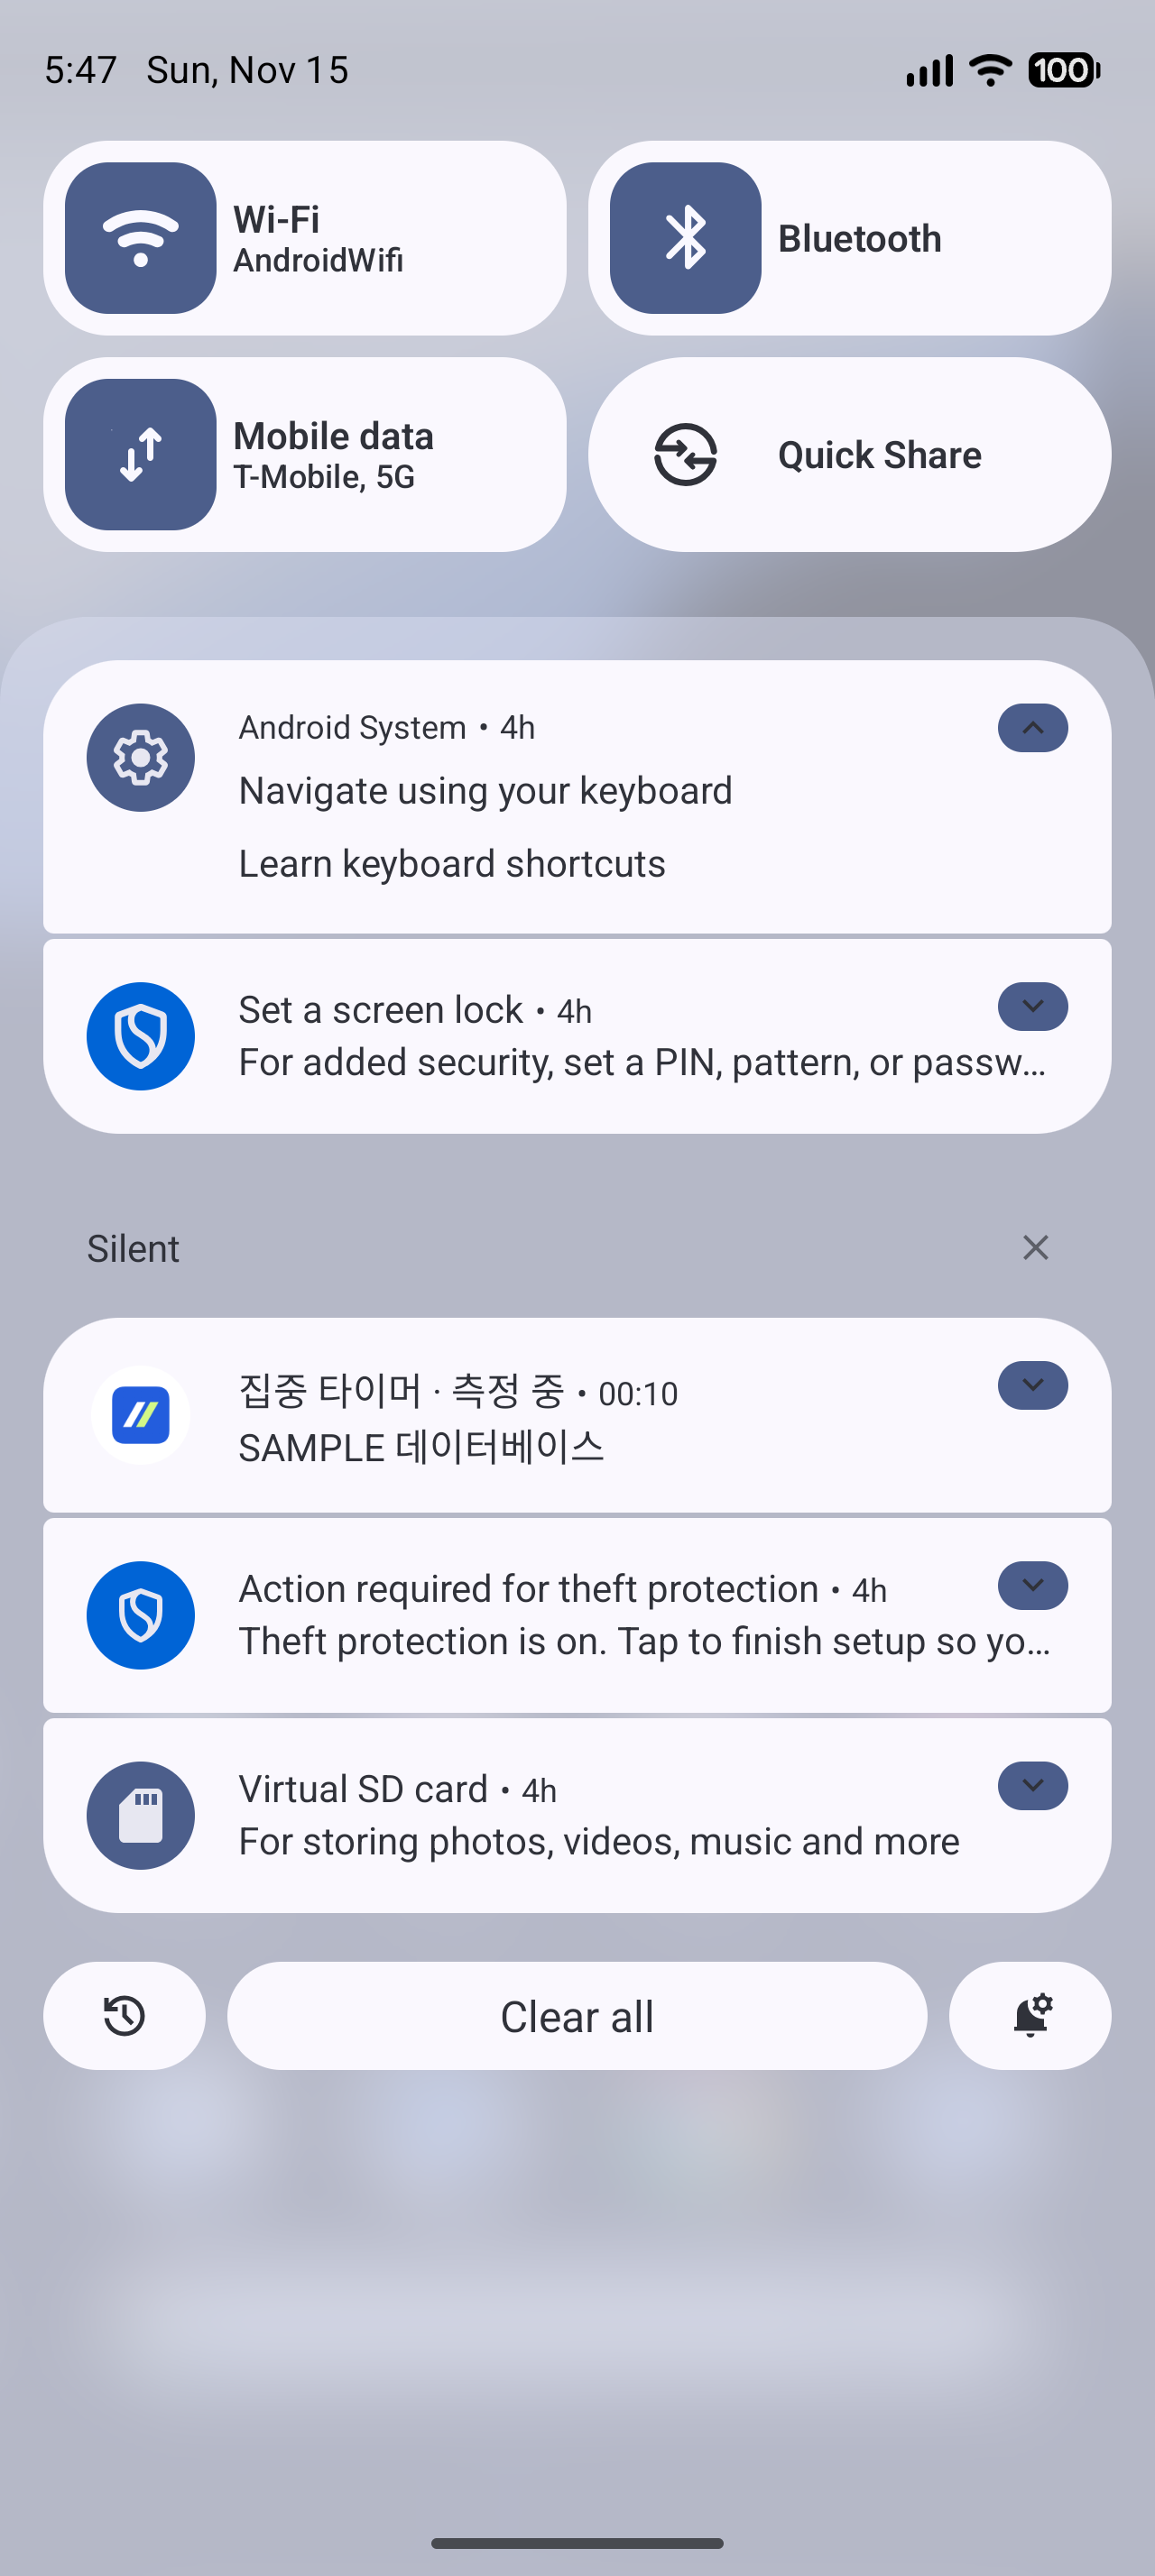 5:47 Sun, Nov 15
100
Wi-Fi
AndroidWifi
Bluetooth
Mobile data
T-Mobile, 5G
Quick Share
Android System • 4h
Navigate using your keyboard
Learn keyboard shortcuts
Set a screen lock • 4h
For added security, set a PIN, pattern, or passw…
Silent
집중 타이머 · 측정 중 • 00:10
SAMPLE 데이터베이스
Action required for theft protection • 4h
Theft protection is on. Tap to finish setup so yo…
Virtual SD card • 4h
For storing photos, videos, music and more
Clear all